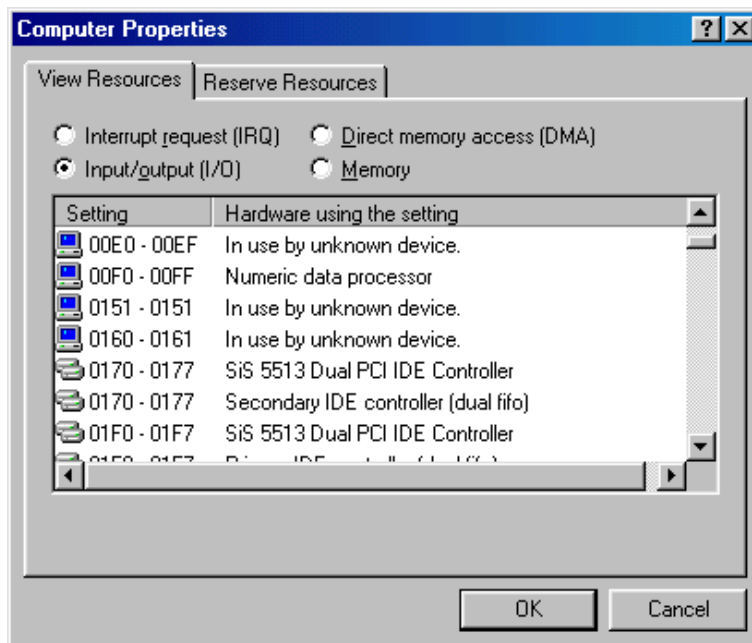 Computer Properties
View Resources Reserve Resources
Interrupt request (IRQ) Direct memory access (DMA)
Input/output (I/O) Memory
Setting Hardware using the setting
00E0 - 00EF In use by unknown device.
00F0 - 00FF Numeric data processor
0151 - 0151 In use by unknown device.
0160 - 0161 In use by unknown device.
0170 - 0177 SiS 5513 Dual PCI IDE Controller
0170 - 0177 Secondary IDE controller (dual fifo)
01F0 - 01F7 SiS 5513 Dual PCI IDE Controller
OK Cancel